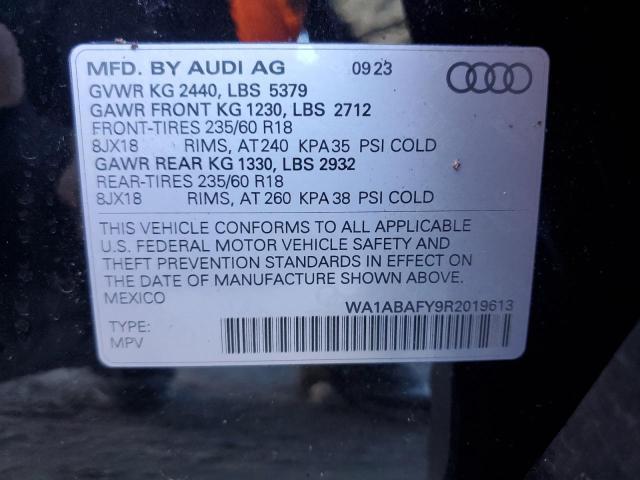 MFD. BY AUDI AG 09 23
GVWR KG 2440, LBS 5379
GAWR FRONT KG 1230, LBS 2712
FRONT-TIRES 235/60 R18
8JX18 RIMS, AT 240 KPA 35 PSI COLD
GAWR REAR KG 1330, LBS 2932
REAR-TIRES 235/60 R18
8JX18 RIMS, AT 260 KPA 38 PSI COLD
THIS VEHICLE CONFORMS TO ALL APPLICABLE
U.S. FEDERAL MOTOR VEHICLE SAFETY AND
THEFT PREVENTION STANDARDS IN EFFECT ON THE
DATE OF MANUFACTURE SHOWN ABOVE.
MEXICO
WA1ABAFY9R2019613
TYPE:
MPV